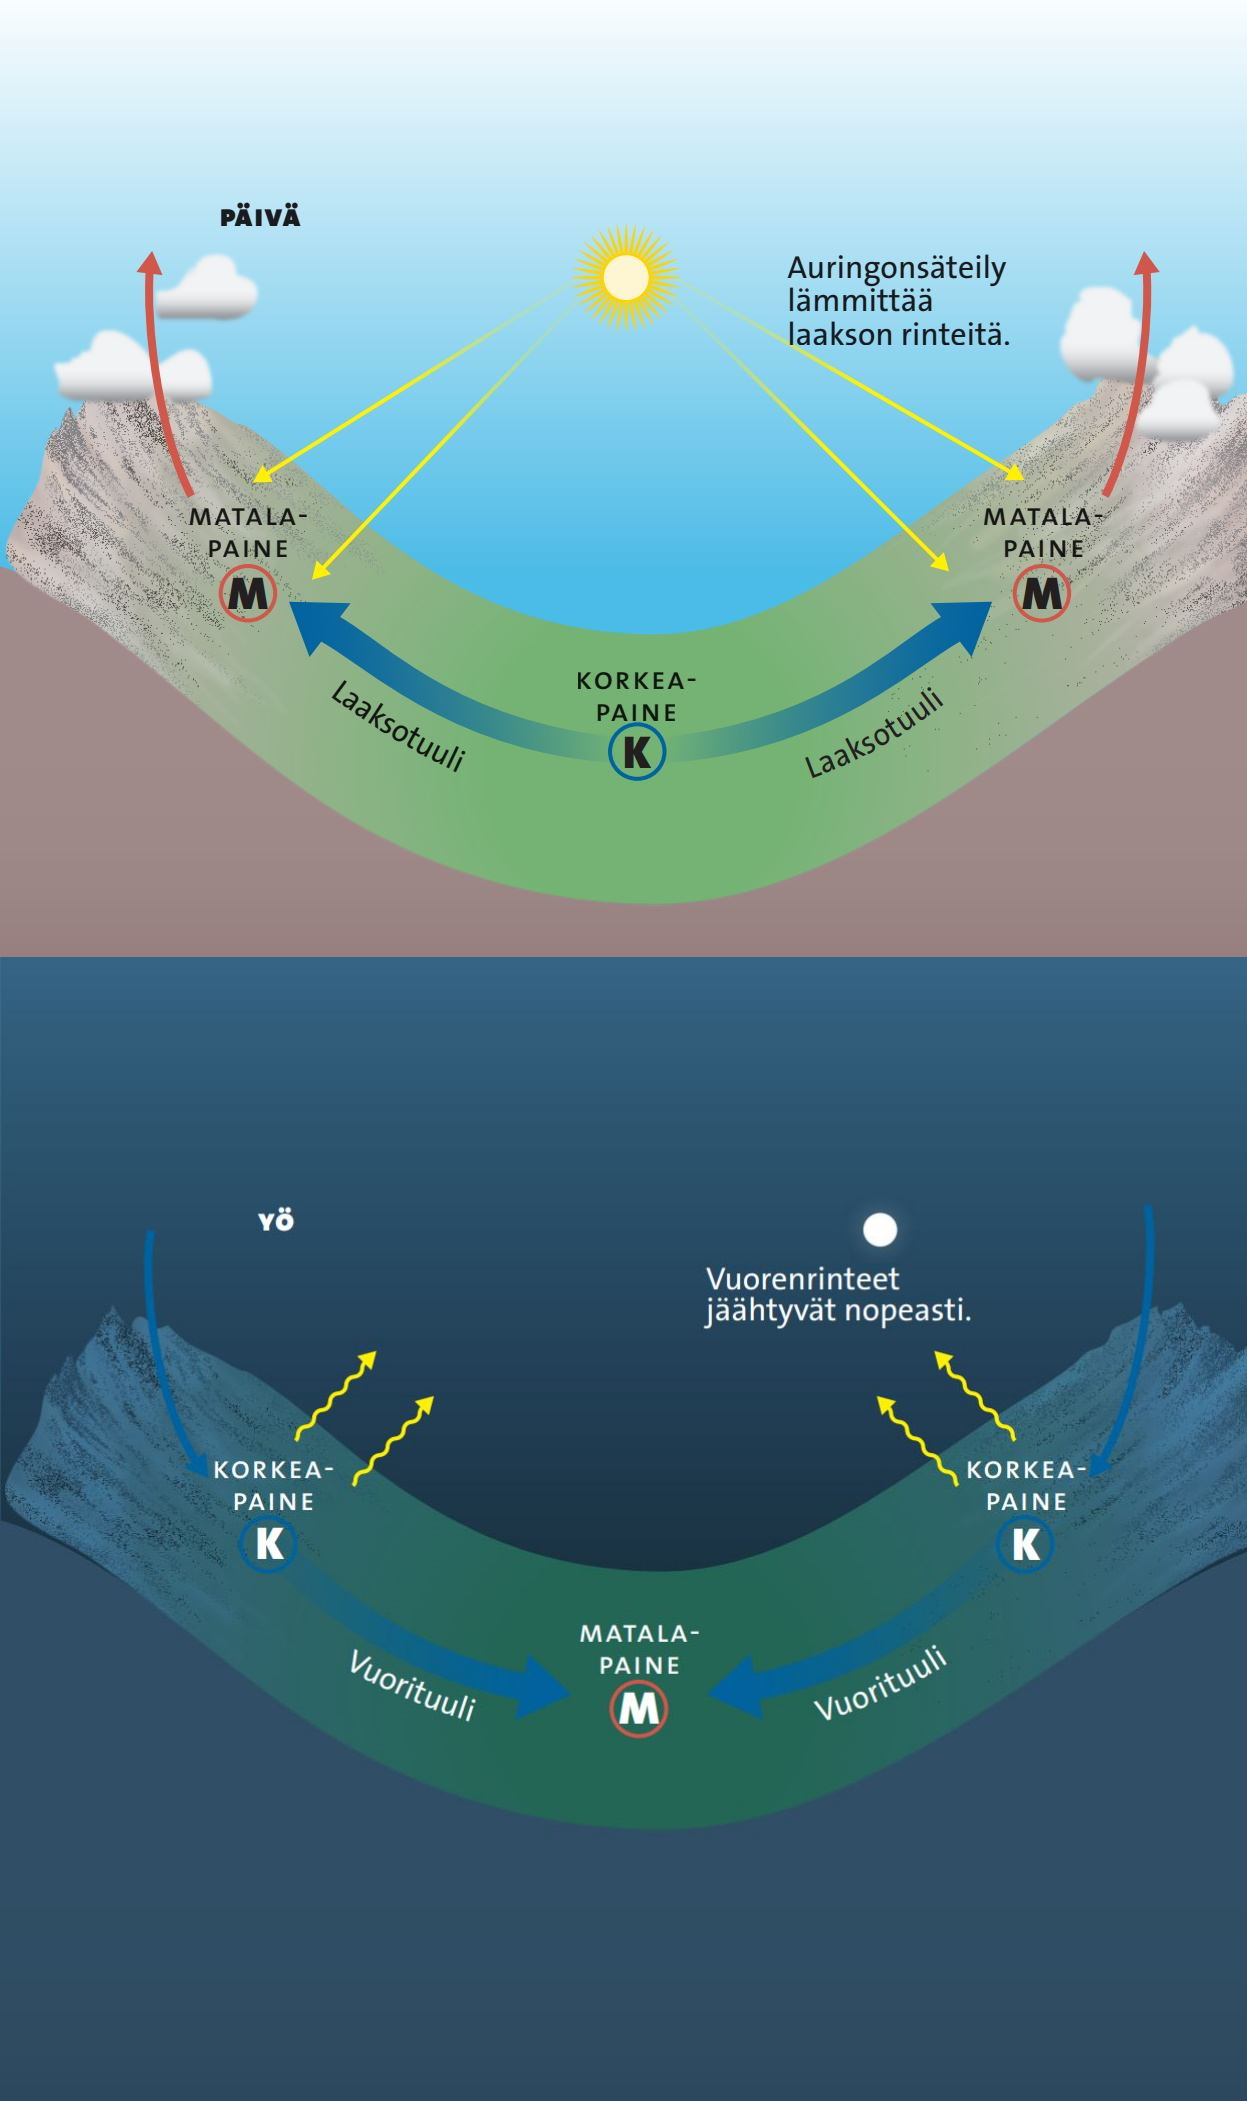 PÄIVÄ
Auringonsäteily
lämmittää
laakson rinteitä.
MATALA-
PAINE
M
MATALA-
PAINE
M
KORKEA-
PAINE
K
Laaksotuuli
Laaksotuuli
YÖ
Vuorenrinteet
jäähtyvät nopeasti.
KORKEA-
PAINE
K
KORKEA-
PAINE
K
MATALA-
PAINE
M
Vuorituuli
Vuorituuli